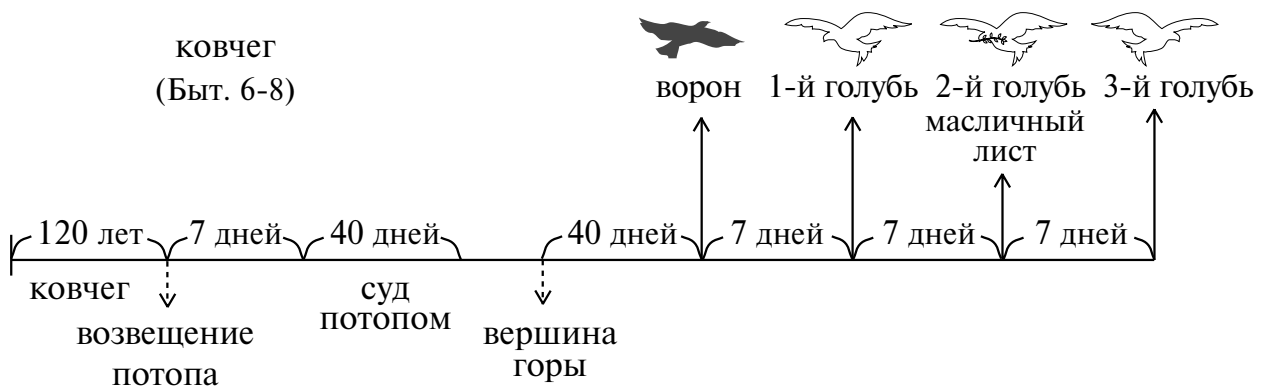 ковчег
(Быт. 6-8)
ворон 1-й голубь 2-й голубь 3-й голубь
масличный
лист
120 лет 7 дней 40 дней 40 дней 7 дней 7 дней 7 дней
ковчег
возвещение
потопа
суд
потопом
вершина
горы